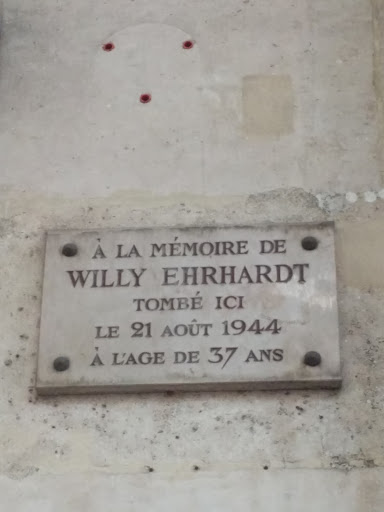 À LA MÉMOIRE DE
WILLY EHRHARDT
TOMBÉ ICI
LE 21 AOÛT 1944
À L'AGE DE 37 ANS